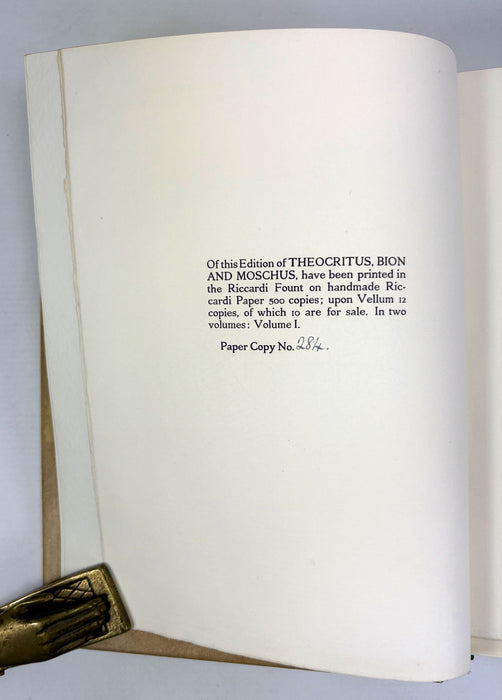 Of this Edition of THEOCRITUS, BION
AND MOSCHUS, have been printed in
the Riccardi Fount on handmade Ric-
cardi Paper 500 copies; upon Vellum 12
copies, of which 10 are for sale. In two
volumes: Volume I.
Paper Copy No. 284.